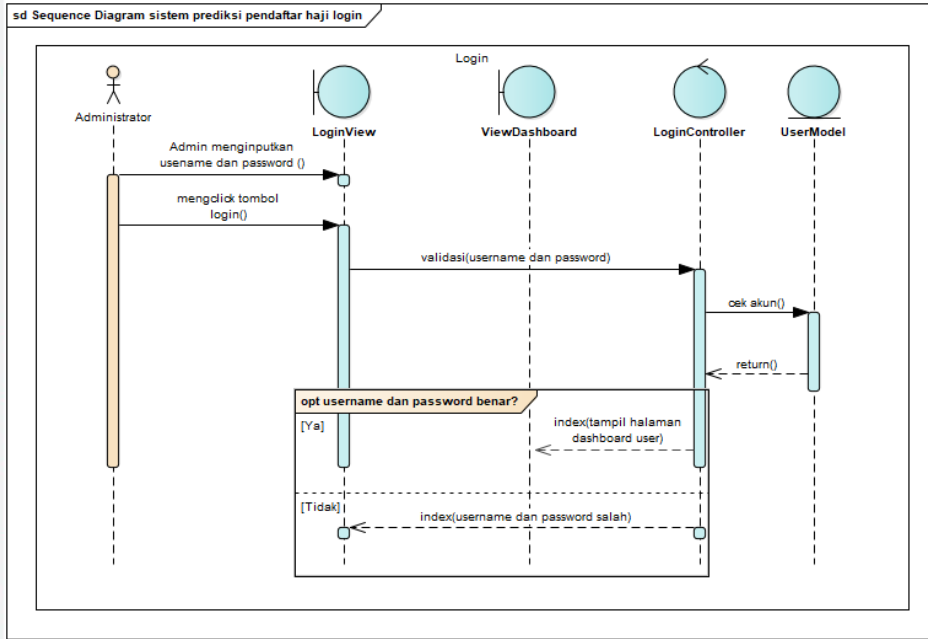 sd Sequence Diagram sistem prediksi pendaftar haji login
Login
Administrator
LoginView
ViewDashboard
LoginController
UserModel
Admin menginputkan
usename dan password ()
mengclick tombol
login()
validasi(username dan password)
cek akun()
return()
opt username dan password benar?
[Ya]
index(tampil halaman
dashboard user)
[Tidak]
index(username dan password salah)